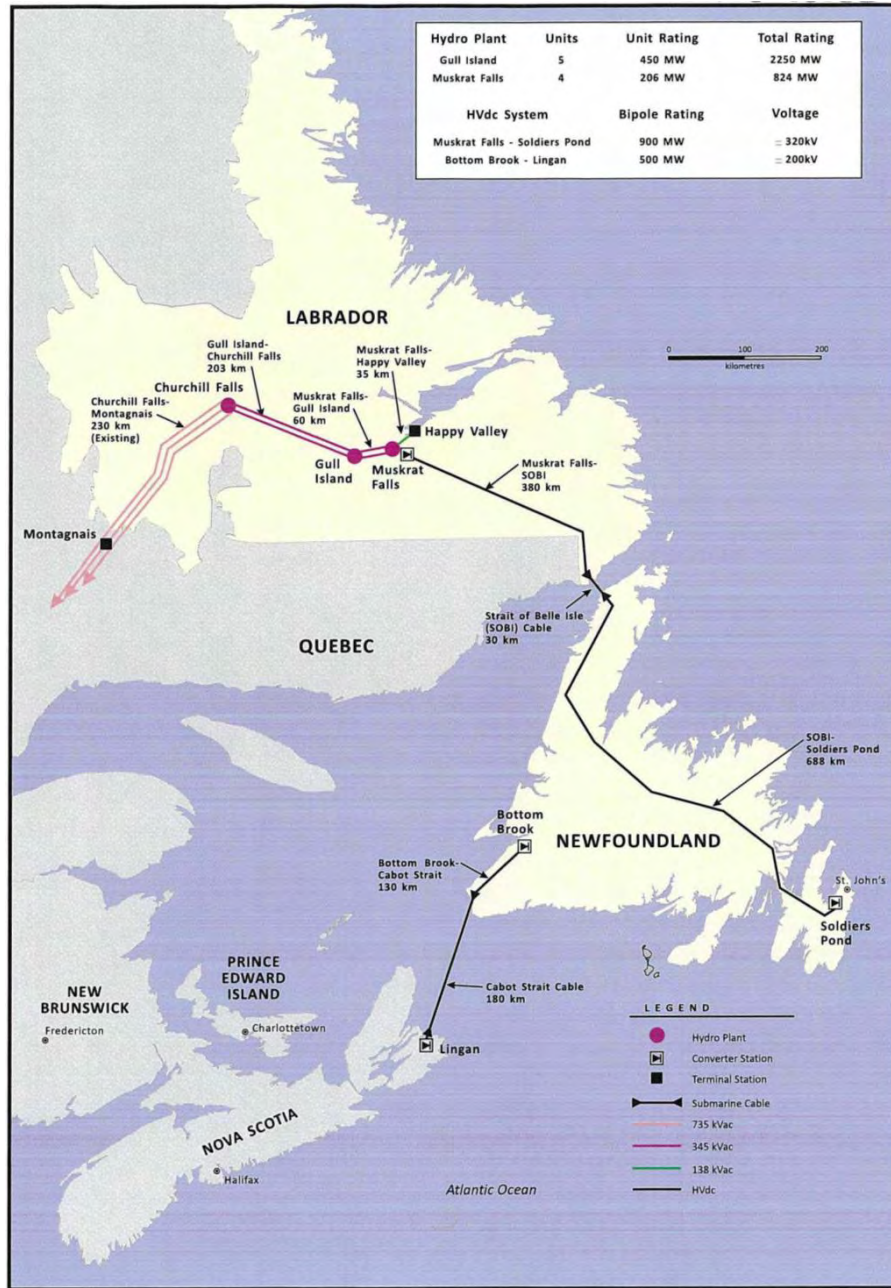 Hydro Plant Units Unit Rating Total Rating
Gull Island 5 450 MW 2250 MW
Muskrat Falls 4 206 MW 824 MW
HVdc System Bipole Rating Voltage
Muskrat Falls - Soldiers Pond 900 MW = 320kV
Bottom Brook - Lingan 500 MW = 200kV
LABRADOR
0 100 200
kilometres
Gull Island-
Churchill Falls
203 km
Muskrat Falls-
Happy Valley
35 km
Churchill Falls
Churchill Falls-
Montagnais
230 km
(Existing)
Muskrat Falls-
Gull Island
60 km
Happy Valley
Gull
Island
Muskrat
Falls
Muskrat Falls-
SOBI
380 km
Montagnais
Strait of Belle Isle
(SOBi) Cable
30 km
QUEBEC
SOBI-
Soldiers Pond
688 km
Bottom
Brook
NEWFOUNDLAND
Bottom Brook-
Cabot Strait
130 km
St. John's
Soldiers
Pond
PRINCE
EDWARD
ISLAND
NEW
BRUNSWICK
Fredericton
Charlottetown
Cabot Strait Cable
180 km
Lingan
NOVA SCOTIA
Halifax
Atlantic Ocean
LEGEND
Hydro Plant
Converter Station
Terminal Station
Submarine Cable
735 kVac
345 kVac
138 kVac
HVdc